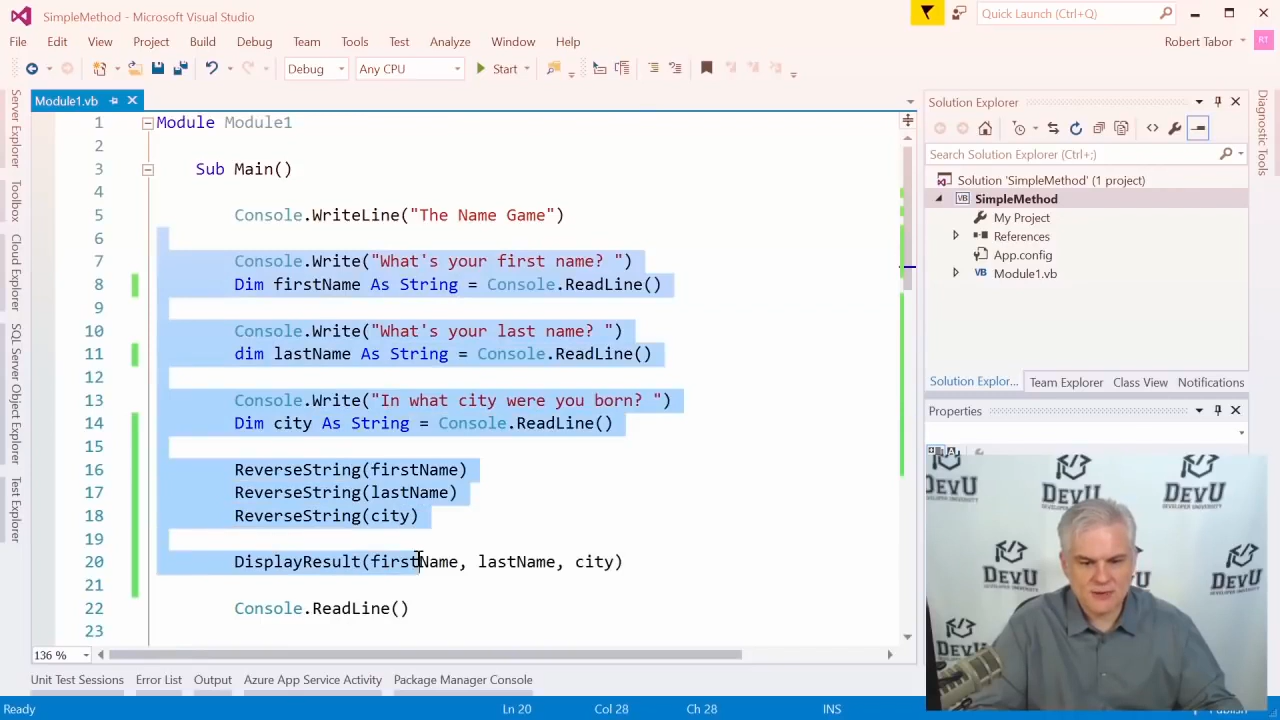 SimpleMethod - Microsoft Visual Studio
Quick Launch (Ctrl+Q)
File Edit View Project Build Debug Team Tools Test Analyze Window Help
Robert Tabor
RT
Debug Any CPU Start
Module1.vb
Server Explorer
Toolbox
Cloud Explorer
SQL Server Object Explorer
Test Explorer
1 Module Module1
2
3 Sub Main()
4
5 Console.WriteLine("The Name Game")
6
7 Console.Write("What's your first name? ")
8 Dim firstName As String = Console.ReadLine()
9
10 Console.Write("What's your last name? ")
11 dim lastName As String = Console.ReadLine()
12
13 Console.Write("In what city were you born? ")
14 Dim city As String = Console.ReadLine()
15
16 ReverseString(firstName)
17 ReverseString(lastName)
18 ReverseString(city)
19
20 DisplayResult(firstName, lastName, city)
21
22 Console.ReadLine()
23
136 %
Solution Explorer
Search Solution Explorer (Ctrl+;)
Solution 'SimpleMethod' (1 project)
VB SimpleMethod
My Project
References
App.config
VB Module1.vb
Solution Explor... Team Explorer Class View Notifications
Properties
Diagnostic Tools
DEVU
DEVU
DEVU
DEVELOPER UNIVERSITY
DEVU
DEVU
DEVU
Unit Test Sessions Error List Output Azure App Service Activity Package Manager Console
Ready Ln 20 Col 28 Ch 28 INS Publish